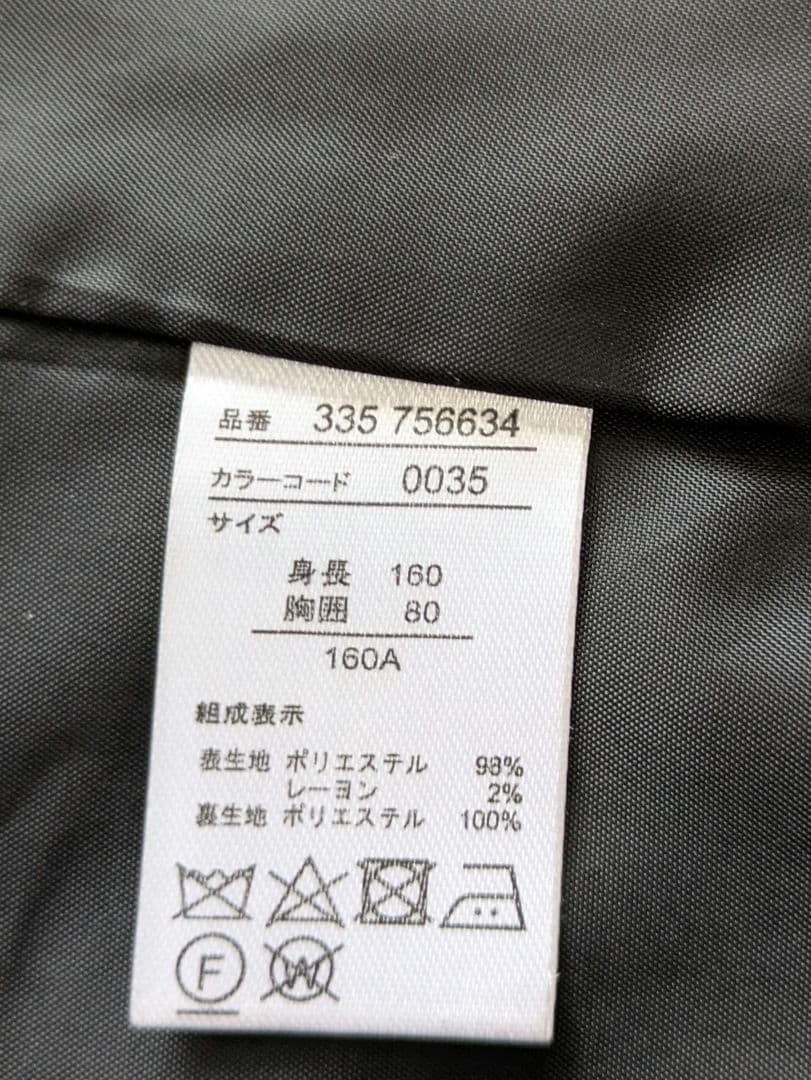 品番 335 756634
カラーコード 0035
サイズ
身長 160
胸囲 80
160A
組成表示
表生地 ポリエステル 98%
レーヨン 2%
裏生地 ポリエステル 100%
F W